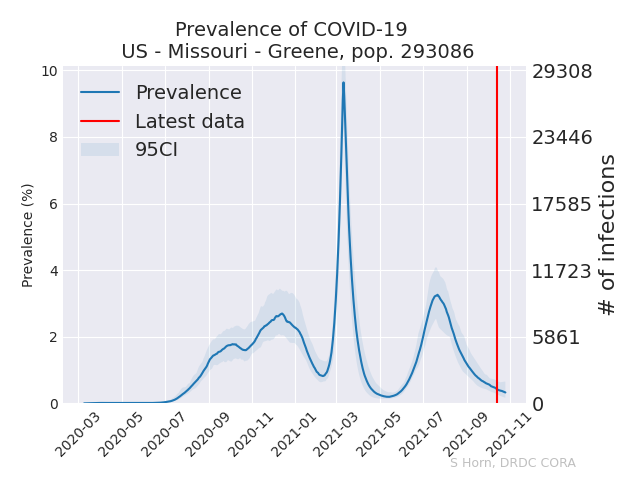 Prevalence of COVID-19
US - Missouri - Greene, pop. 293086
Prevalence
Latest data
95CI
Prevalence (%)
10
8
6
4
2
0
29308
23446
17585
11723
5861
0
# of infections
2020-03
2020-05
2020-07
2020-09
2020-11
2021-01
2021-03
2021-05
2021-07
2021-09
2021-11
S Horn, DRDC CORA